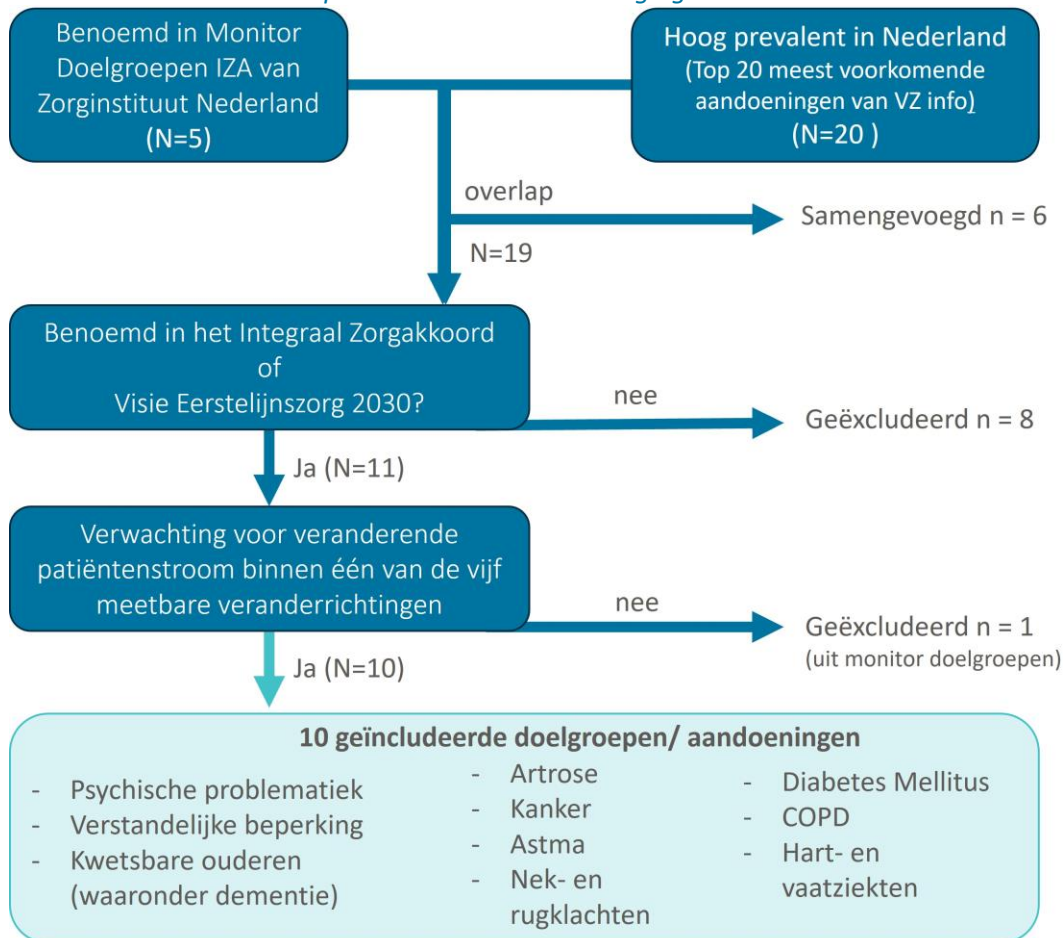 Benoemd in Monitor
Doelgroepen IZA van
Zorginstituut Nederland
(N=5)
Hoog prevalent in Nederland
(Top 20 meest voorkomende
aandoeningen van VZ info)
(N=20 )
overlap
Samengevoegd n = 6
N=19
Benoemd in het Integraal Zorgakkoord
of
Visie Eerstelijnszorg 2030?
nee
Geëxcludeerd n = 8
Ja (N=11)
Verwachting voor veranderende
patiëntenstroom binnen één van de vijf
meetbare veranderrichtingen
nee
Geëxcludeerd n = 1
(uit monitor doelgroepen)
Ja (N=10)
10 geïncludeerde doelgroepen/ aandoeningen
- Psychische problematiek
- Verstandelijke beperking
- Kwetsbare ouderen
(waaronder dementie)
- Artrose
- Kanker
- Astma
- Nek- en
rugklachten
- Diabetes Mellitus
- COPD
- Hart- en
vaatziekten